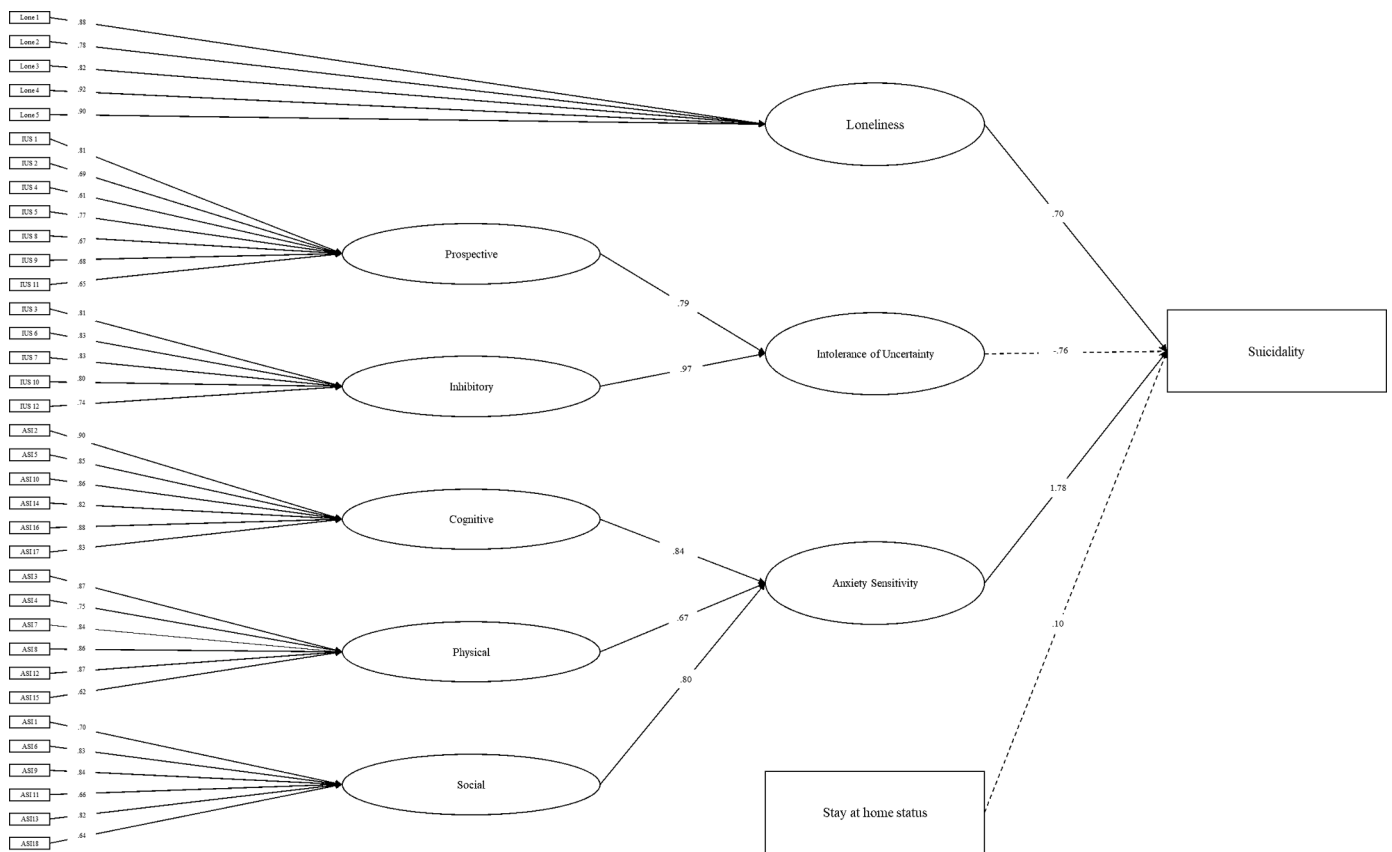 Lone 1
.88
Lone 2
.78
Lone 3
.82
Lone 4
.92
Lone 5
.90
IUS 1
.81
IUS 2
.69
IUS 4
.61
IUS 5
.77
IUS 8
.67
IUS 9
.68
IUS 11
.65
IUS 3
.81
IUS 6
.83
IUS 7
.83
IUS 10
.80
IUS 12
.74
ASI 2
.90
ASI 5
.85
ASI 10
.86
ASI 14
.82
ASI 16
.88
ASI 17
.83
ASI 3
.87
ASI 4
.75
ASI 7
.84
ASI 8
.86
ASI 12
.87
ASI 15
.62
ASI 1
.70
ASI 6
.83
ASI 9
.84
ASI 11
.66
ASI 13
.82
ASI 18
.64
Prospective
Inhibitory
Cognitive
Physical
Social
.79
.97
.84
.67
.80
Loneliness
Intolerance of Uncertainty
Anxiety Sensitivity
Stay at home status
.70
-.76
1.78
.10
Suicidality